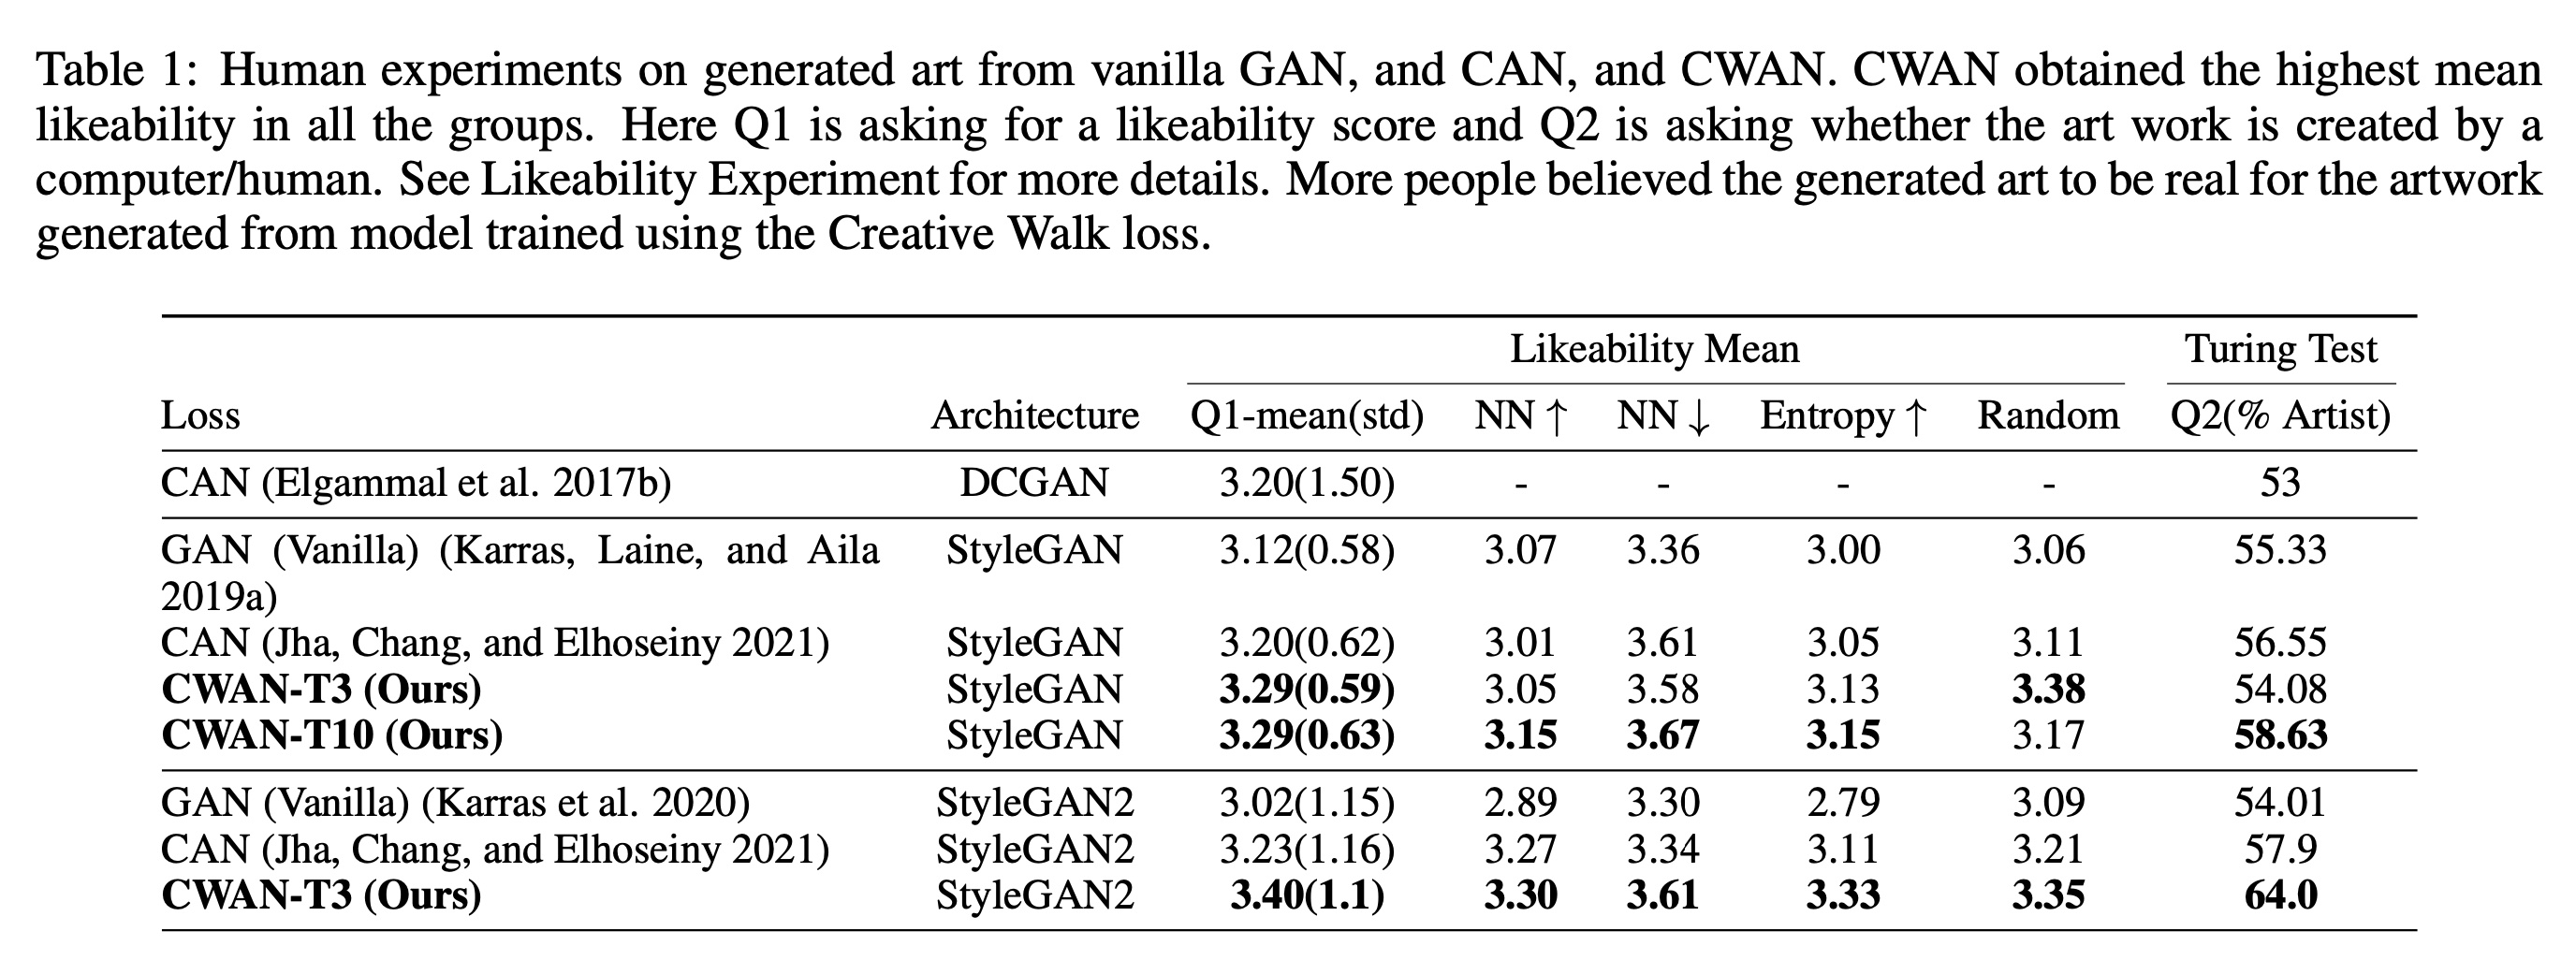 Table 1: Human experiments on generated art from vanilla GAN, and CAN, and CWAN. CWAN obtained the highest mean
likeability in all the groups. Here Q1 is asking for a likeability score and Q2 is asking whether the art work is created by a
computer/human. See Likeability Experiment for more details. More people believed the generated art to be real for the artwork
generated from model trained using the Creative Walk loss.
Likeability Mean Turing Test
Loss Architecture Q1-mean(std) NN ↑ NN ↓ Entropy ↑ Random Q2(% Artist)
CAN (Elgammal et al. 2017b) DCGAN 3.20(1.50) - - - - 53
GAN (Vanilla) (Karras, Laine, and Aila StyleGAN 3.12(0.58) 3.07 3.36 3.00 3.06 55.33
2019a)
CAN (Jha, Chang, and Elhoseiny 2021) StyleGAN 3.20(0.62) 3.01 3.61 3.05 3.11 56.55
CWAN-T3 (Ours) StyleGAN 3.29(0.59) 3.05 3.58 3.13 3.38 54.08
CWAN-T10 (Ours) StyleGAN 3.29(0.63) 3.15 3.67 3.15 3.17 58.63
GAN (Vanilla) (Karras et al. 2020) StyleGAN2 3.02(1.15) 2.89 3.30 2.79 3.09 54.01
CAN (Jha, Chang, and Elhoseiny 2021) StyleGAN2 3.23(1.16) 3.27 3.34 3.11 3.21 57.9
CWAN-T3 (Ours) StyleGAN2 3.40(1.1) 3.30 3.61 3.33 3.35 64.0